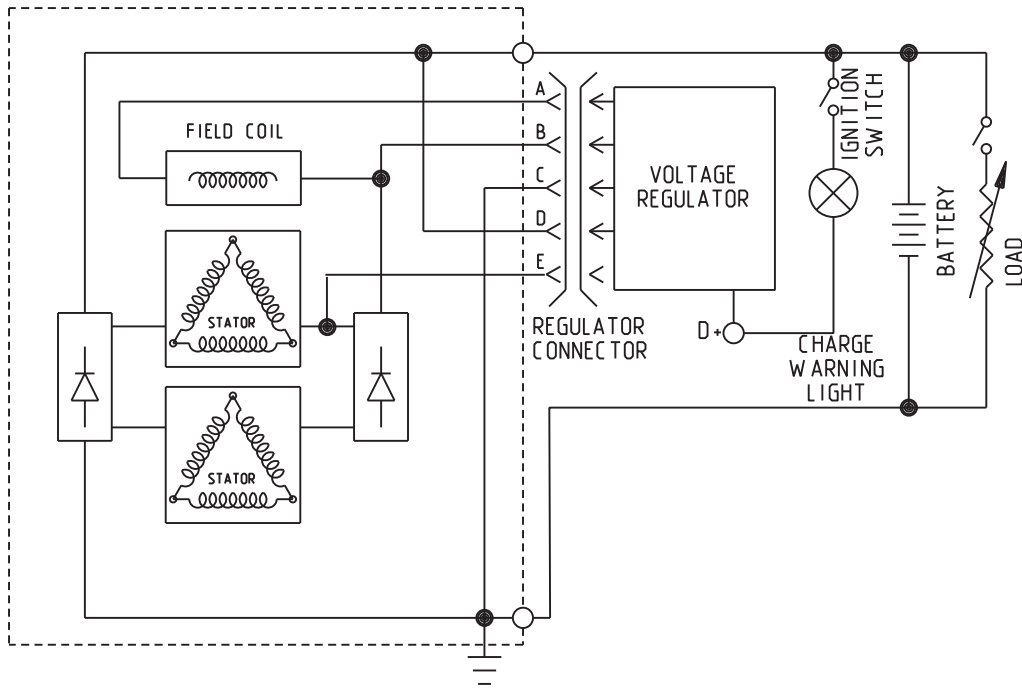 A
FIELD COIL
B
C
D
E
STATOR
STATOR
VOLTAGE
REGULATOR
REGULATOR
CONNECTOR
D+
IGNITION
SWITCH
CHARGE
WARNING
LIGHT
BATTERY
LOAD